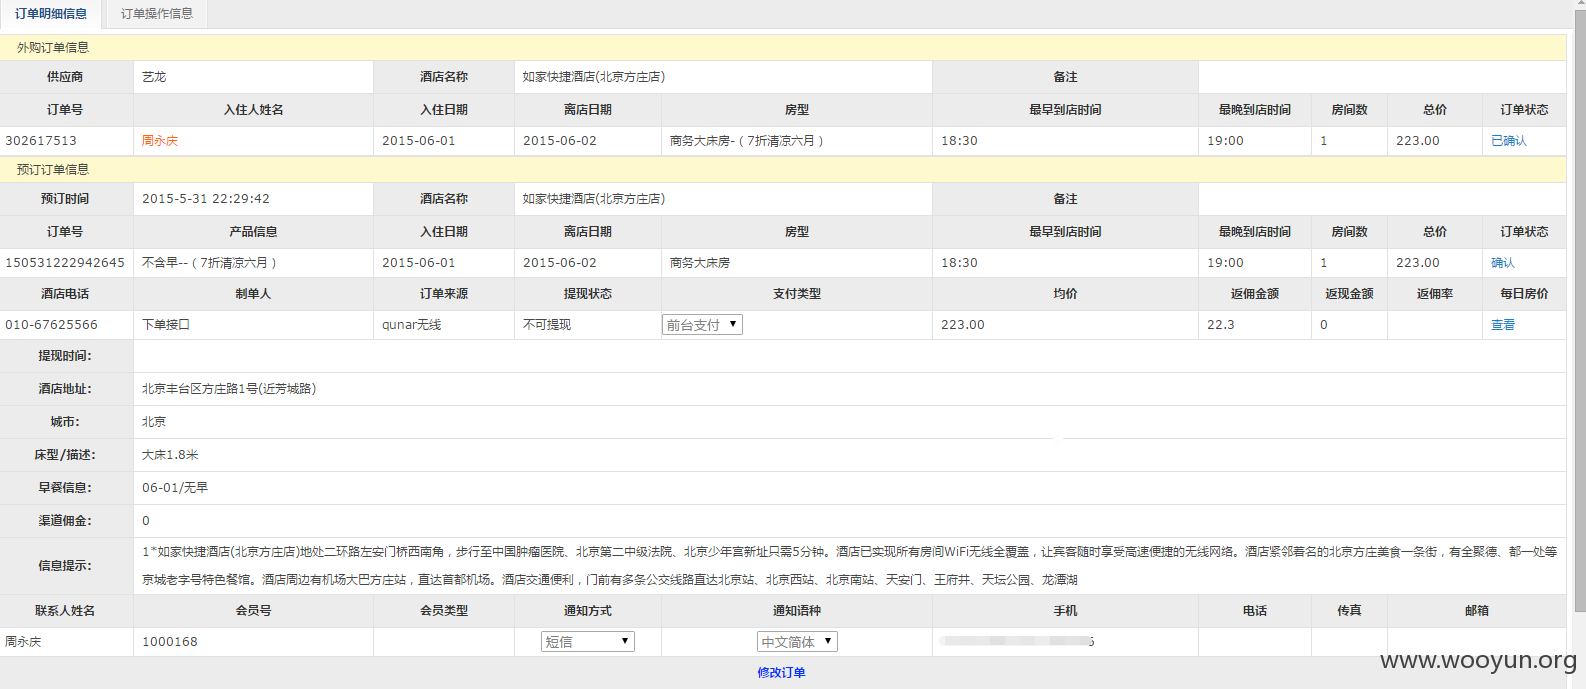 订单明细信息 订单操作信息
外购订单信息
供应商 艺龙 酒店名称 如家快捷酒店(北京方庄店) 备注
订单号 入住人姓名 入住日期 离店日期 房型 最早到店时间 最晚到店时间 房间数 总价 订单状态
302617513 周永庆 2015-06-01 2015-06-02 商务大床房-（7折清凉六月） 18:30 19:00 1 223.00 已确认
预订订单信息
预订时间 2015-5-31 22:29:42 酒店名称 如家快捷酒店(北京方庄店) 备注
订单号 产品信息 入住日期 离店日期 房型 最早到店时间 最晚到店时间 房间数 总价 订单状态
150531222942645 不含早--（7折清凉六月） 2015-06-01 2015-06-02 商务大床房 18:30 19:00 1 223.00 确认
酒店电话 制单人 订单来源 提现状态 支付类型 均价 返佣金额 返现金额 返佣率 每日房价
010-67625566 下单接口 qunar无线 不可提现 前台支付 223.00 22.3 0 查看
提现时间:
酒店地址: 北京丰台区方庄路1号(近芳城路)
城市: 北京
床型/描述: 大床1.8米
早餐信息: 06-01/无早
渠道佣金: 0
信息提示: 1*如家快捷酒店(北京方庄店)地处二环路左安门桥西南角，步行至中国肿瘤医院、北京第二中级法院、北京少年宫新址只需5分钟。酒店已实现所有房间WiFi无线全覆盖，让宾客随时享受高速便捷的无线网络。酒店紧邻着名的北京方庄美食一条街，有全聚德、都一处等
京城老字号特色餐馆。酒店周边有机场大巴方庄站，直达首都机场。酒店交通便利，门前有多条公交线路直达北京站、北京西站、北京南站、天安门、王府井、天坛公园、龙潭湖
联系人姓名 会员号 会员类型 通知方式 通知语种 手机 电话 传真 邮箱
周永庆 1000168 短信 中文简体
修改订单
www.wooyun.org